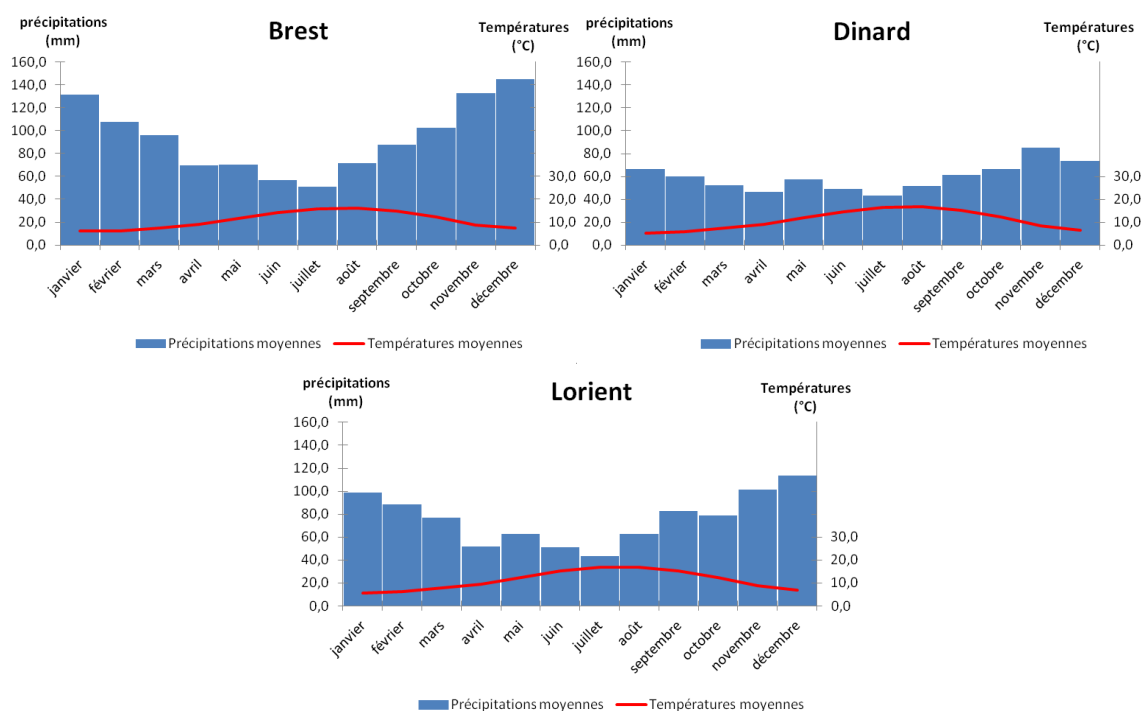 précipitations
(mm)
Brest
Températures
(°C)
160,0
140,0
120,0
100,0
80,0
60,0
40,0
20,0
0,0
30,0
20,0
10,0
0,0
janvier
février
mars
avril
mai
juin
juillet
août
septembre
octobre
novembre
décembre
Précipitations moyennes
Températures moyennes
précipitations
(mm)
Dinard
Températures
(°C)
160,0
140,0
120,0
100,0
80,0
60,0
40,0
20,0
0,0
30,0
20,0
10,0
0,0
janvier
février
mars
avril
mai
juin
juillet
août
septembre
octobre
novembre
décembre
Précipitations moyennes
Températures moyennes
précipitations
(mm)
Lorient
Températures
(°C)
160,0
140,0
120,0
100,0
80,0
60,0
40,0
20,0
0,0
30,0
20,0
10,0
0,0
janvier
février
mars
avril
mai
juin
juillet
août
septembre
octobre
novembre
décembre
Précipitations moyennes
Températures moyennes